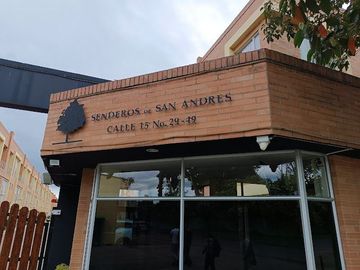 SENDEROS DE SAN ANDRES
CALLE 15 No. 29-49